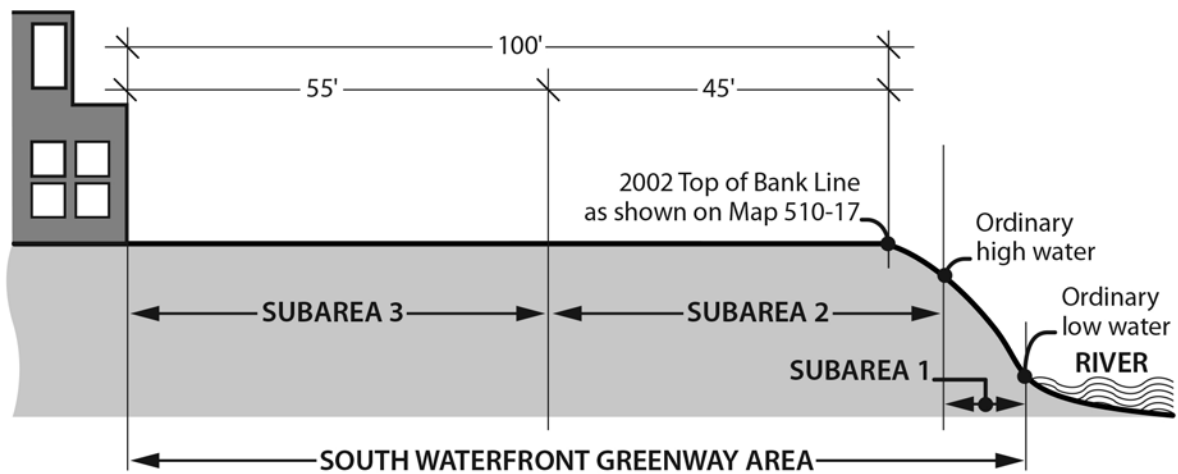 100'
55'
45'
2002 Top of Bank Line
as shown on Map 510-17
Ordinary
high water
Ordinary
low water
SUBAREA 3
SUBAREA 2
RIVER
SUBAREA 1
SOUTH WATERFRONT GREENWAY AREA